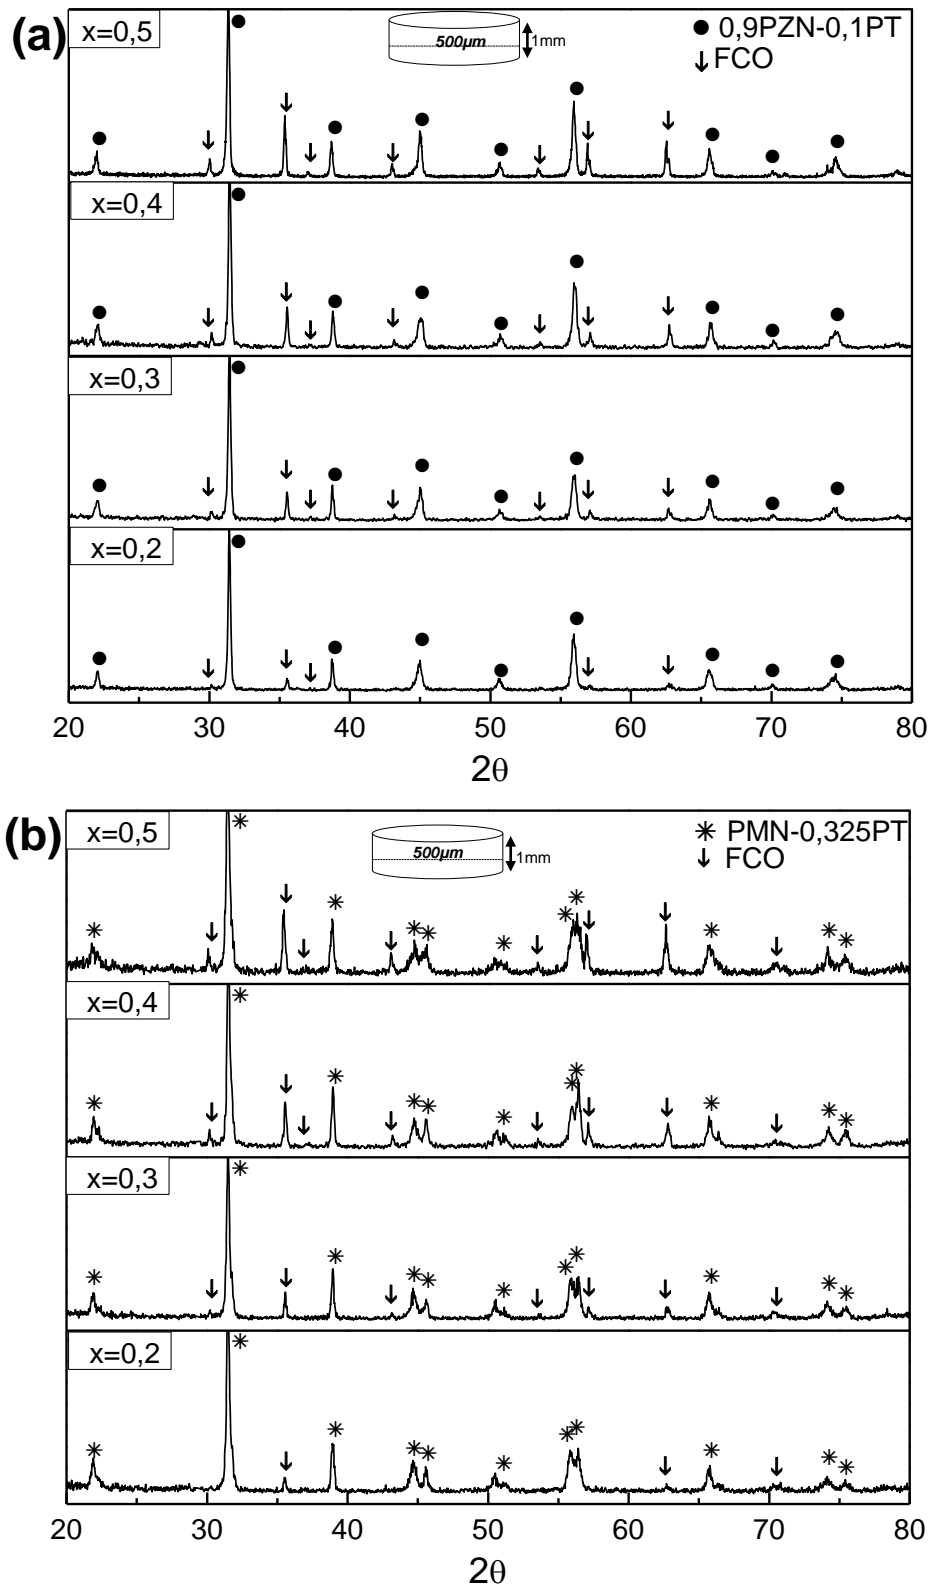 (a)
x=0,5
500µm
1mm
● 0,9PZN-0,1PT
↓ FCO
x=0,4
x=0,3
x=0,2
20 30 40 50 60 70 80
2θ
(b)
x=0,5
500µm
1mm
✳ PMN-0,325PT
↓ FCO
x=0,4
x=0,3
x=0,2
20 30 40 50 60 70 80
2θ